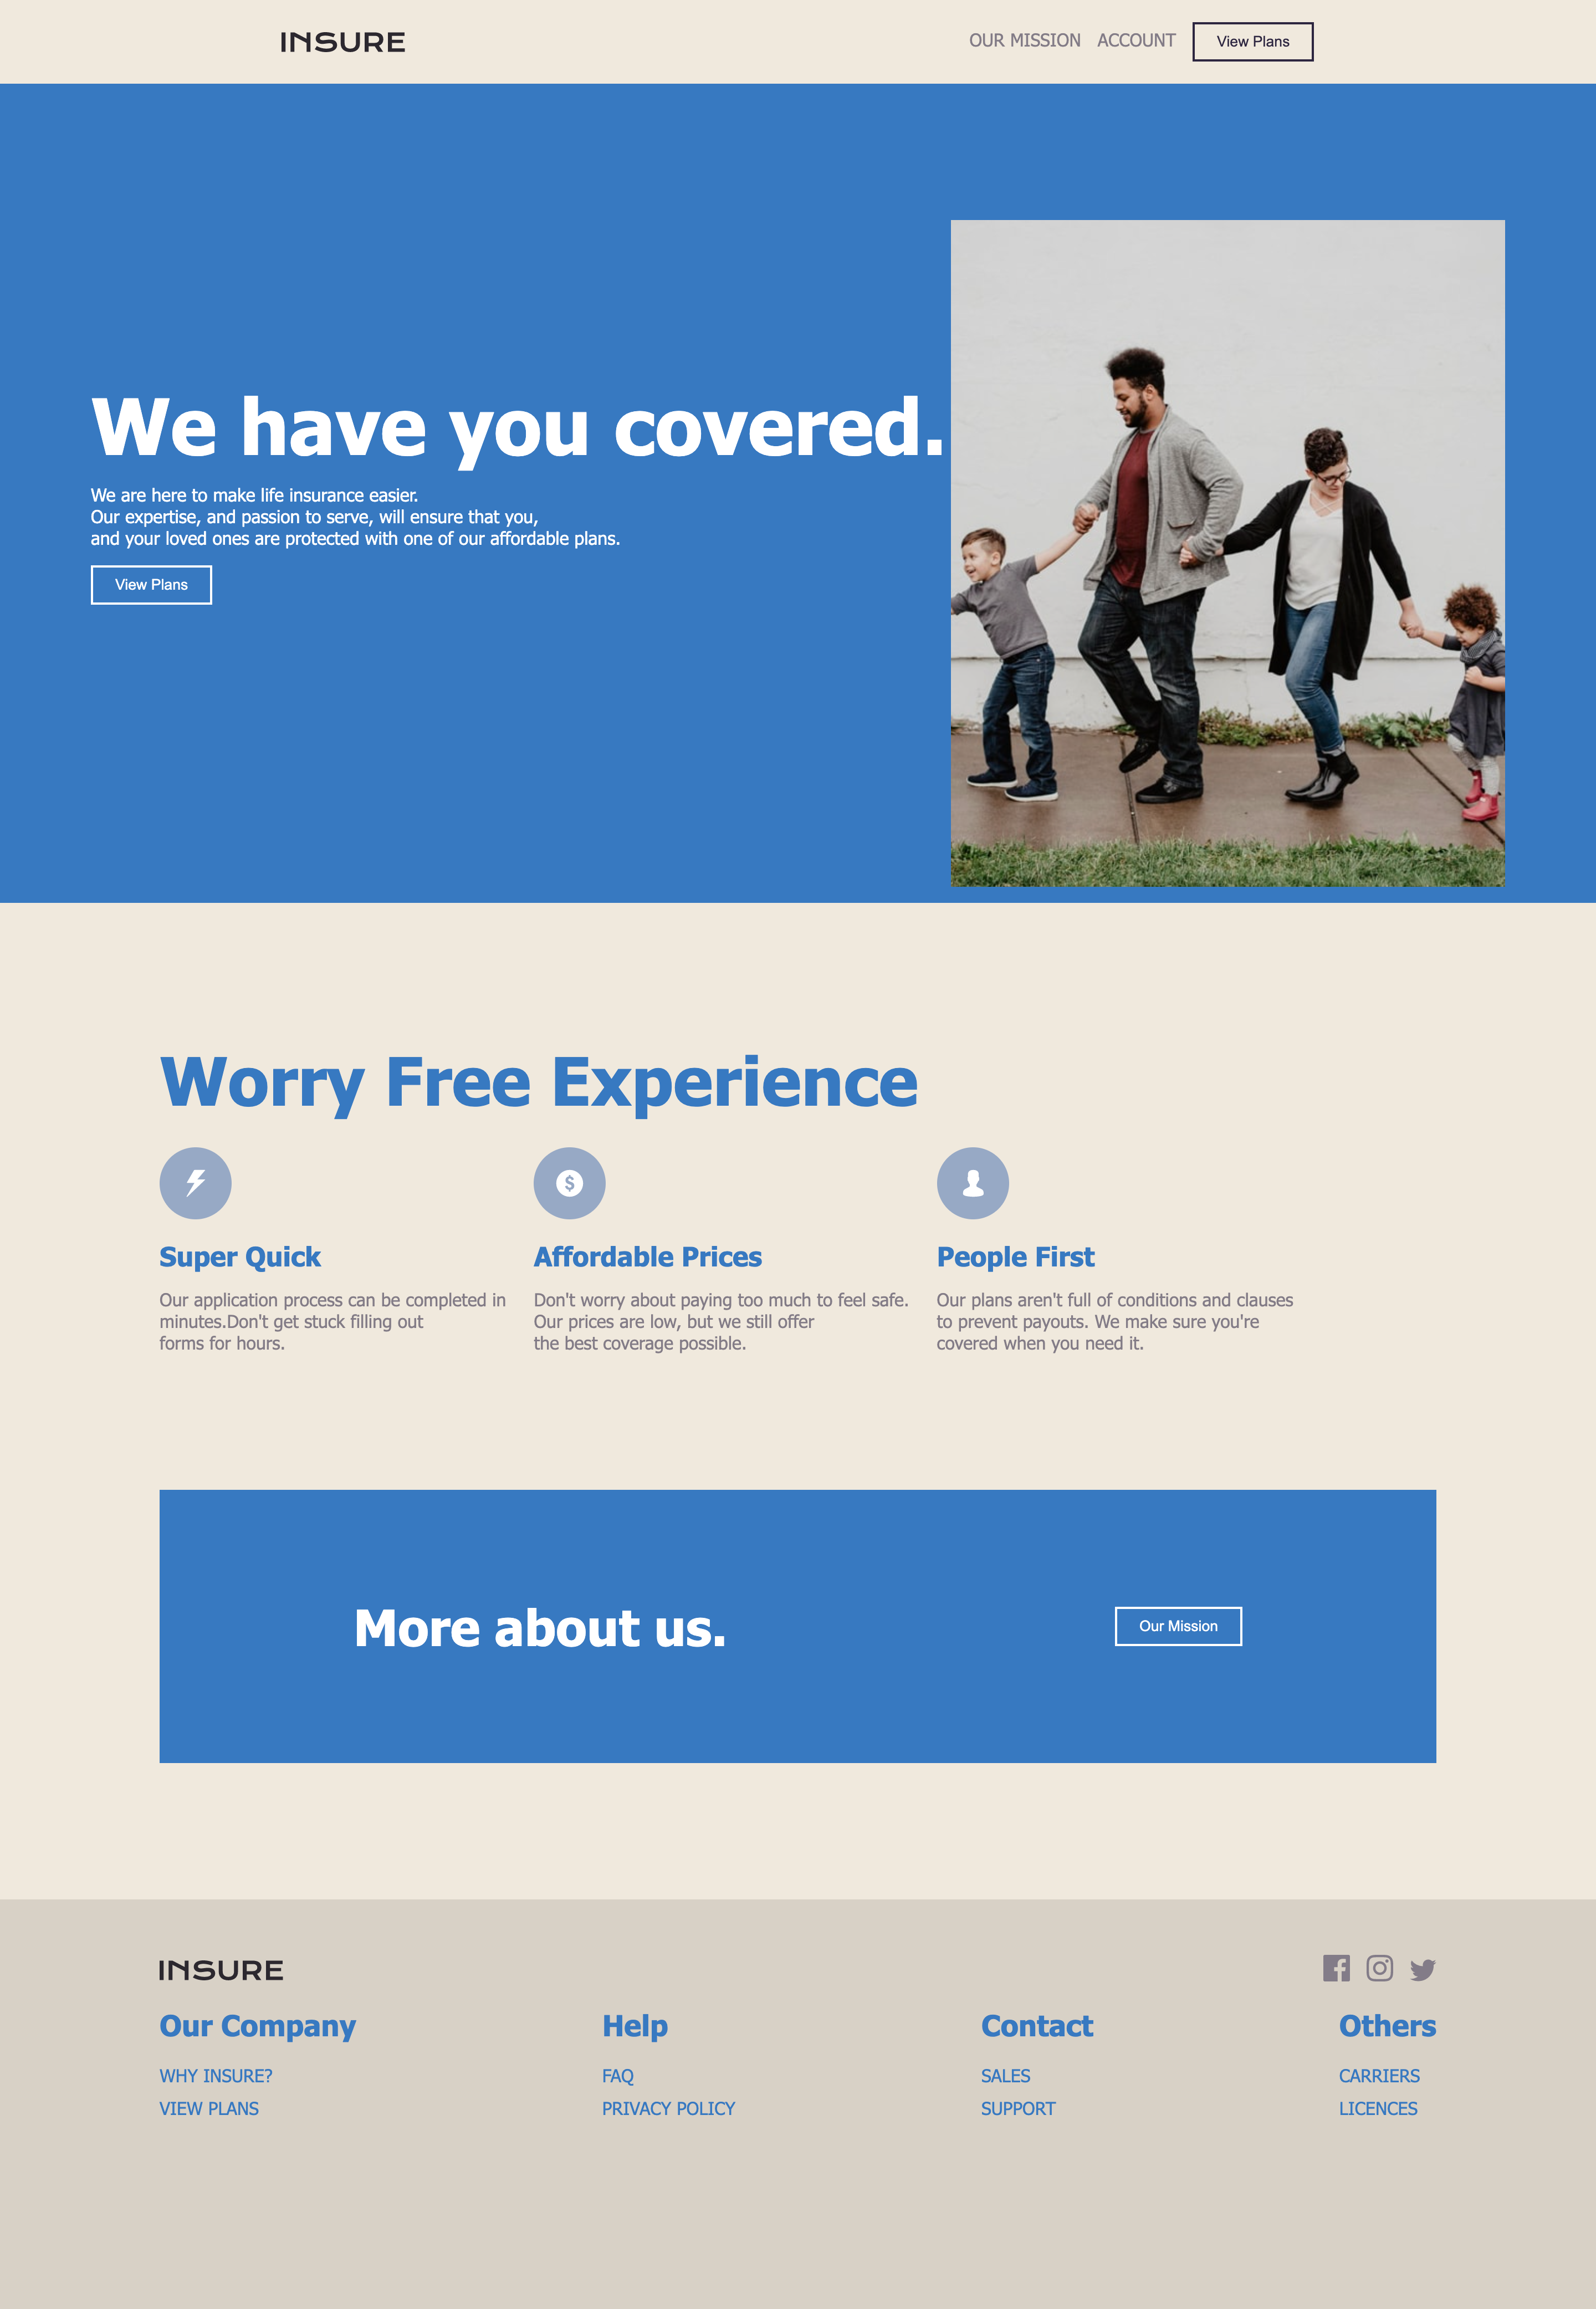 INSURE
OUR MISSION
ACCOUNT
View Plans
We have you covered.
We are here to make life insurance easier.
Our expertise, and passion to serve, will ensure that you,
and your loved ones are protected with one of our affordable plans.
View Plans
Worry Free Experience
$
Super Quick
Our application process can be completed in
minutes.Don't get stuck filling out
forms for hours.
Affordable Prices
Don't worry about paying too much to feel safe.
Our prices are low, but we still offer
the best coverage possible.
People First
Our plans aren't full of conditions and clauses
to prevent payouts. We make sure you're
covered when you need it.
More about us.
Our Mission
INSURE
Our Company
WHY INSURE?
VIEW PLANS
Help
FAQ
PRIVACY POLICY
Contact
SALES
SUPPORT
Others
CARRIERS
LICENCES